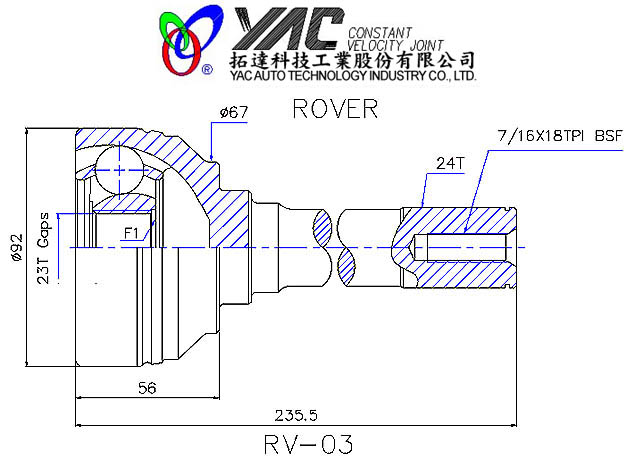 YAC CONSTANT
VELOCITY JOINT
拓達科技工業股份有限公司
® YAC AUTO TECHNOLOGY INDUSTRY CO., LTD.
ROVER
ø67
7/16X18TPI BSF
24T
F1
ø92
23T Gaps
56
235.5
RV-03